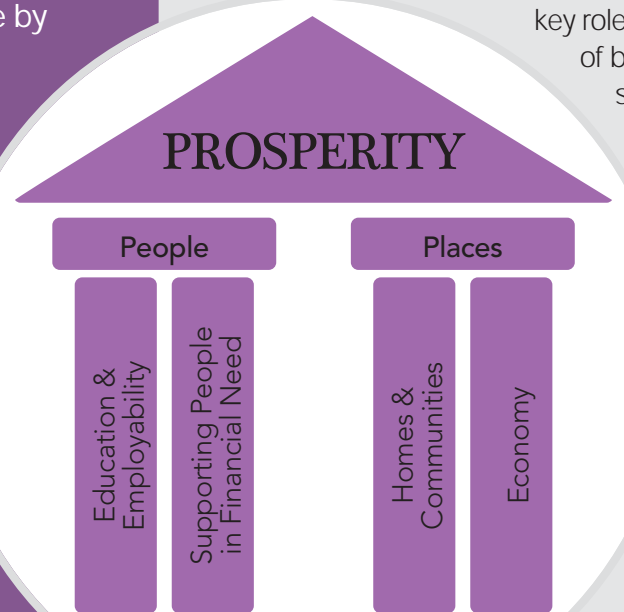 e by
key role
of b
s
PROSPERITY
People
Places
Education &
Employability
Supporting People
in Financial Need
Homes &
Communities
Economy